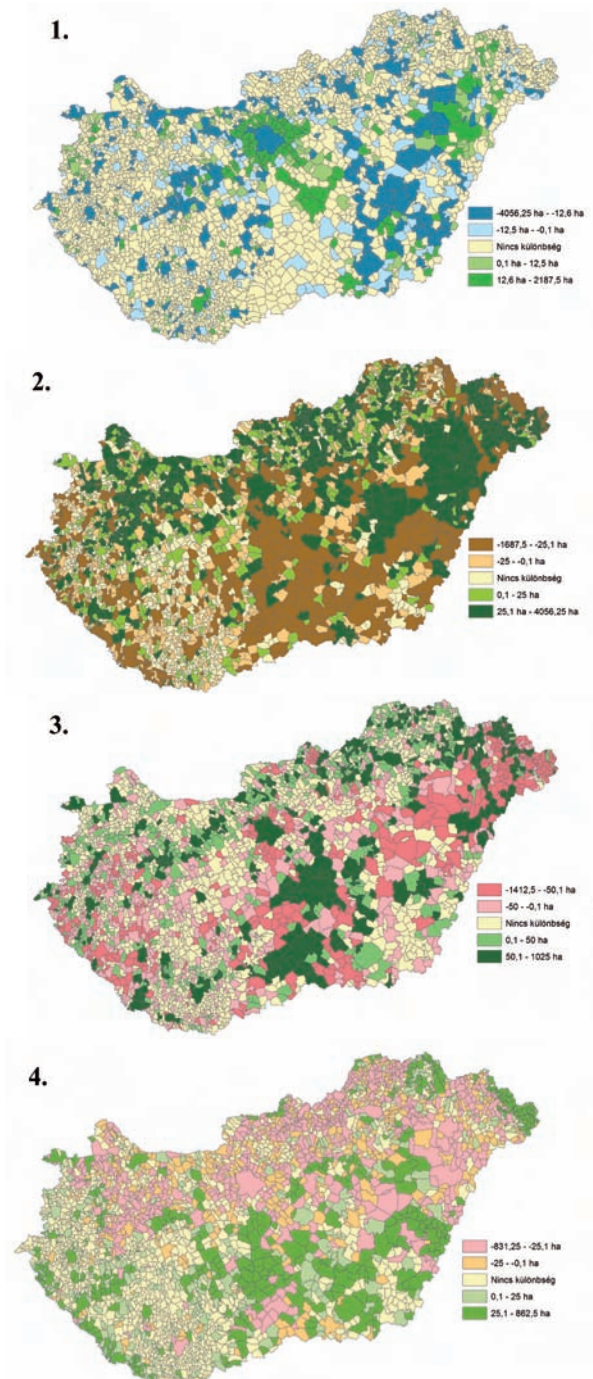 1.
-4056,25 ha - -12,6 ha
-12,5 ha - -0,1 ha
Nincs különbség
0,1 ha - 12,5 ha
12,6 ha - 2187,5 ha
2.
-1687,5 - -25,1 ha
-25 - -0,1 ha
Nincs különbség
0,1 - 25 ha
25,1 ha - 4056,25 ha
3.
-1412,5 - -50,1 ha
-50 - -0,1 ha
Nincs különbség
0,1 - 50 ha
50,1 - 1025 ha
4.
-831,25 - -25,1 ha
-25 - -0,1 ha
Nincs különbség
0,1 - 25 ha
25,1 - 862,5 ha